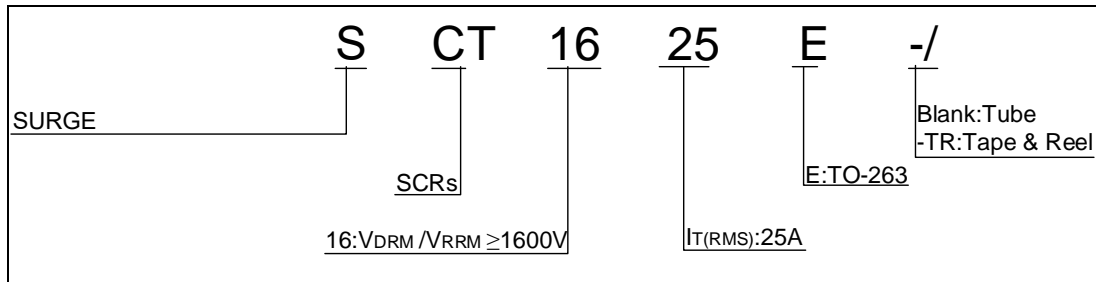 S CT 16 25 E -/
SURGE
Blank:Tube
-TR:Tape & Reel
SCRs
E:TO-263
16:VDRM /VRRM ≥1600V
IT(RMS):25A